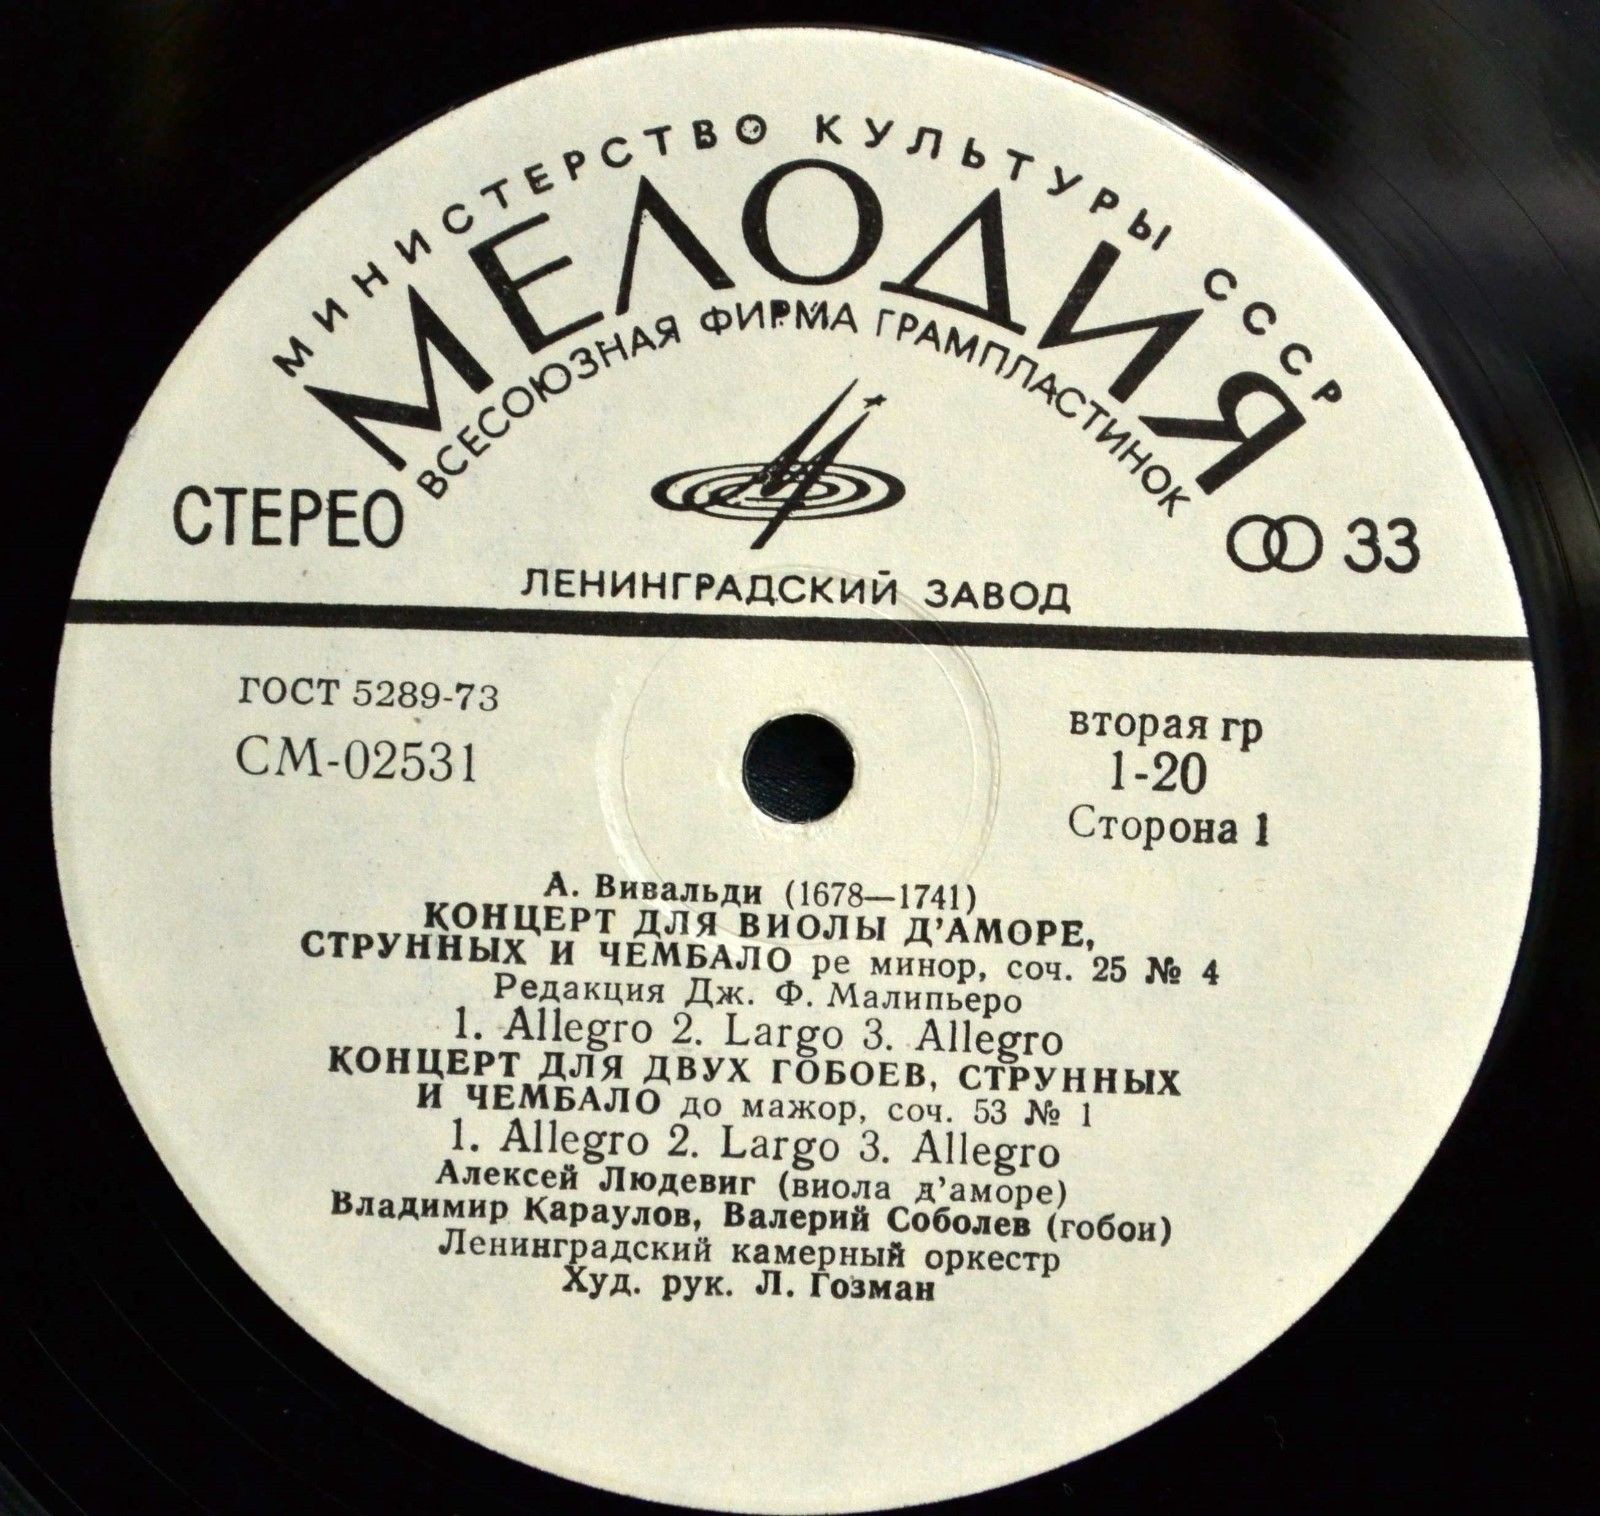 МИНИСТЕРСТВО КУЛЬТУРЫ СССР
МЕЛОДИЯ
ВСЕСОЮЗНАЯ ФИРМА ГРАМПЛАСТИНОК
СТЕРЕО
33
ЛЕНИНГРАДСКИЙ ЗАВОД
ГОСТ 5289-73
СМ-02531
вторая гр
1-20
Сторона 1
А. Вивальди (1678—1741)
КОНЦЕРТ ДЛЯ ВИОЛЫ Д'АМОРЕ,
СТРУННЫХ И ЧЕМБАЛО ре минор, соч. 25 № 4
Редакция Дж. Ф. Малипьеро
1. Allegro 2. Largo 3. Allegro
КОНЦЕРТ ДЛЯ ДВУХ ГОБОЕВ, СТРУННЫХ
И ЧЕМБАЛО до мажор, соч. 53 № 1
1. Allegro 2. Largo 3. Allegro
Алексей Людевиг (виола д'аморе)
Владимир Караулов, Валерий Соболев (гобои)
Ленинградский камерный оркестр
Худ. рук. Л. Гозман